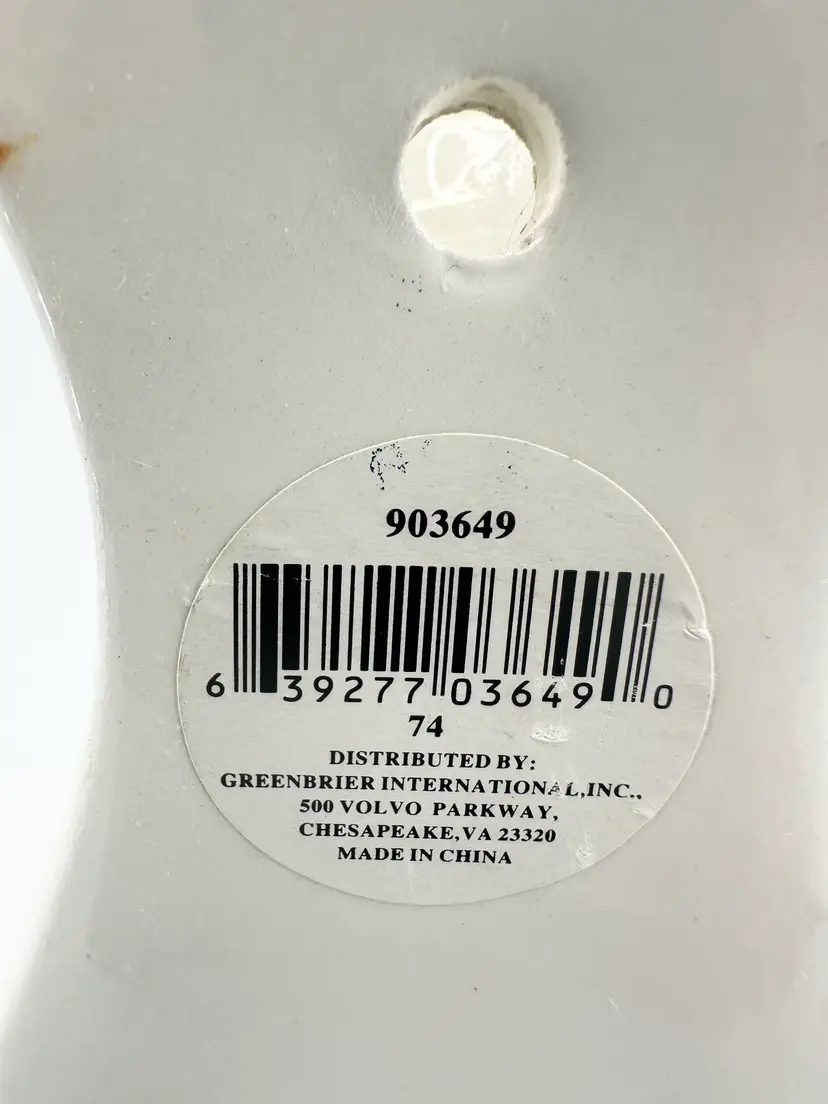 903649
6 39277 03649 0
74
DISTRIBUTED BY:
GREENBRIER INTERNATIONAL,INC.,
500 VOLVO PARKWAY,
CHESAPEAKE,VA 23320
MADE IN CHINA